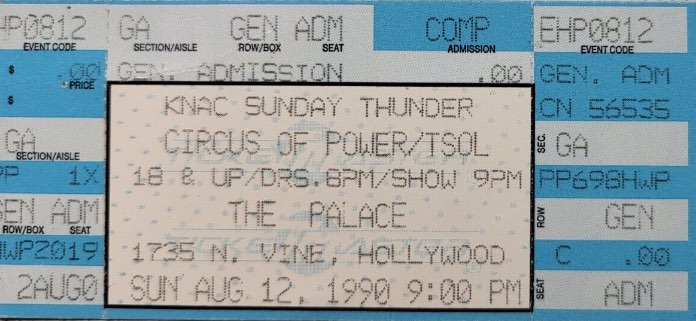 HP0812 GA GEN ADM COMP EHP0812
EVENT CODE SECTION/AISLE ROW/BOX SEAT ADMISSION EVENT CODE
$ .00 GEN. ADMISSION .00 GEN. ADM
PRICE
$ KNAC SUNDAY THUNDER CN 56535
GA CIRCUS OF POWER/TSOL SEC. GA
SECTION/AISLE
PP 1X 18 & UP/DRS.8PM/SHOW 9PM PP698HWP
EN ADM THE PALACE ROW GEN
ROW/BOX SEAT
HWP2019 1735 N. VINE, HOLLYWOOD C .00
2AUG0 SUN AUG 12, 1990 9:00 PM SEAT ADM